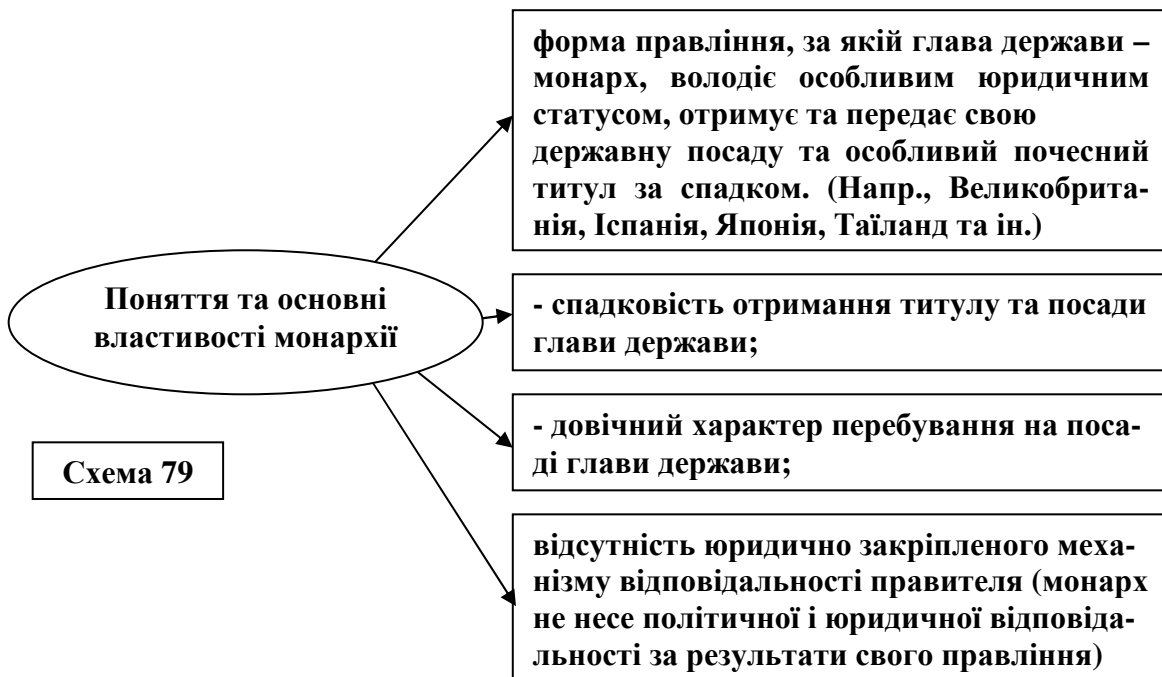 форма правління, за якій глава держави –
монарх, володіє особливим юридичним
статусом, отримує та передає свою
державну посаду та особливий почесний
титул за спадком. (Напр., Великобрита-
нія, Іспанія, Японія, Таїланд та ін.)
Поняття та основні
властивості монархії
- спадковість отримання титулу та посади
глави держави;
- довічний характер перебування на поса-
ді глави держави;
Схема 79
відсутність юридично закріпленого меха-
нізму відповідальності правителя (монарх
не несе політичної і юридичної відповіда-
льності за результати свого правління)